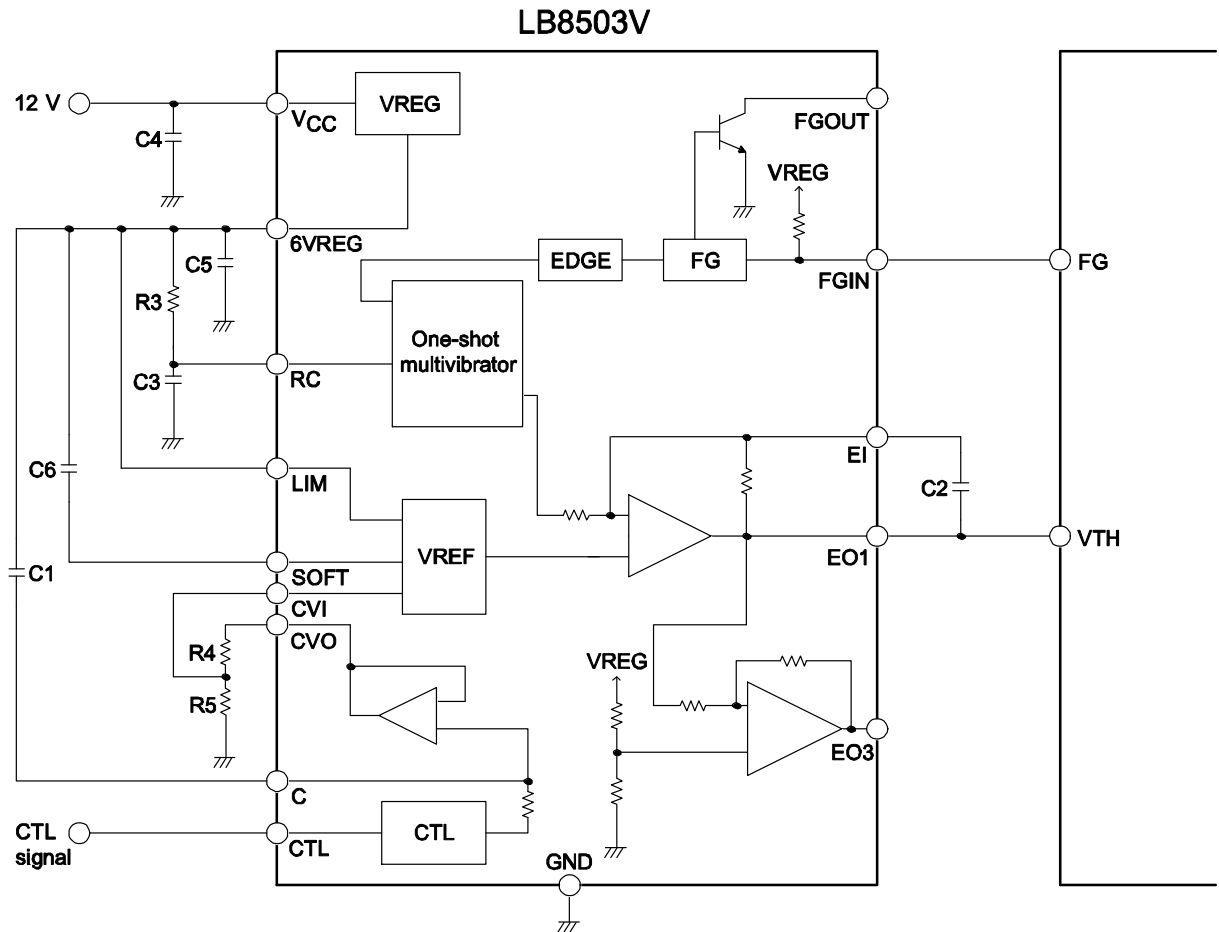 LB8503V
12 V
VCC
VREG
C4
FGOUT
VREG
6VREG
C5
EDGE
FG
FGIN
FG
R3
One-shot
multivibrator
C3
RC
C6
LIM
EI
C2
VREF
EO1
VTH
C1
SOFT
CVI
CVO
R4
R5
VREG
EO3
C
CTL
signal
CTL
CTL
GND